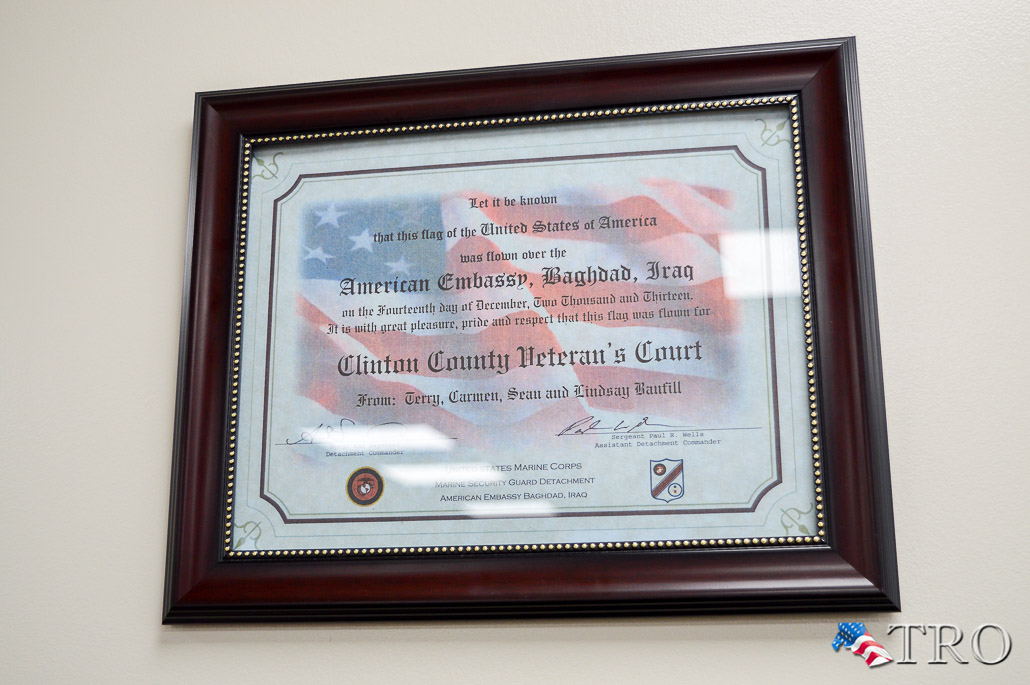 Let it be known
that this flag of the United States of America
was flown over the
American Embassy, Baghdad, Iraq
on the Fourteenth day of December, Two Thousand and Thirteen.
It is with great pleasure, pride and respect that this flag was flown for
Clinton County Veteran's Court
From: Terry, Carmen, Sean and Lindsay Banfill
Detachment Commander
Sergeant Paul R. Wells
Assistant Detachment Commander
United States Marine Corps
Marine Security Guard Detachment
American Embassy Baghdad, Iraq
TRO